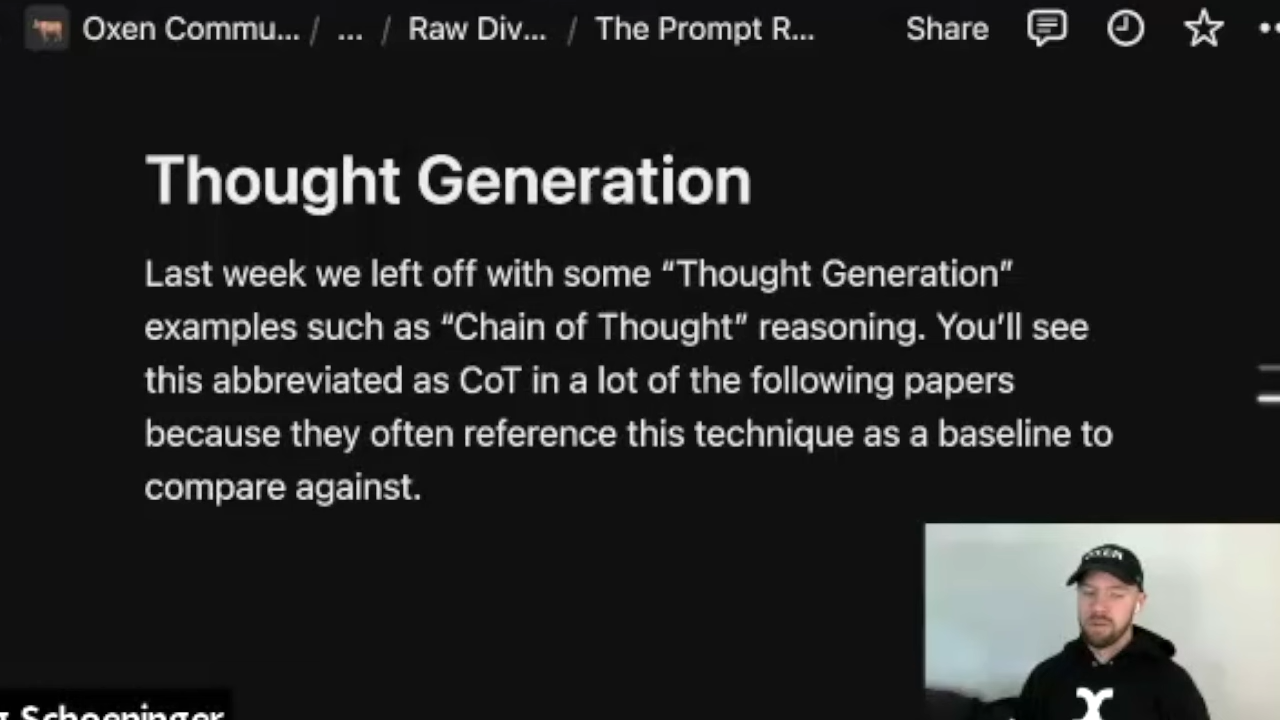 Oxen Commu... / ... / Raw Div... / The Prompt R... Share
Thought Generation
Last week we left off with some “Thought Generation”
examples such as “Chain of Thought” reasoning. You’ll see
this abbreviated as CoT in a lot of the following papers
because they often reference this technique as a baseline to
compare against.
OXEN
Schoeninger